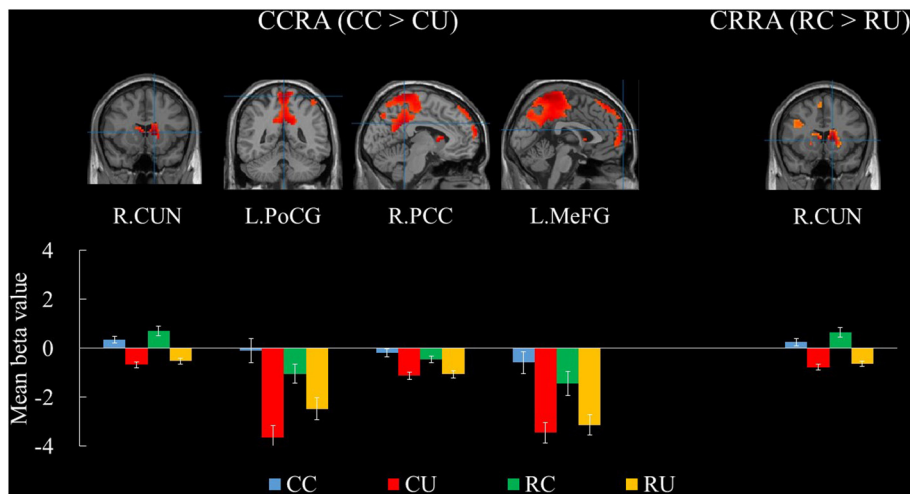 CCRA (CC > CU) CRRA (RC > RU)
R.CUN L.PoCG R.PCC L.MeFG R.CUN
Mean beta value
4
2
0
-2
-4
CC CU RC RU